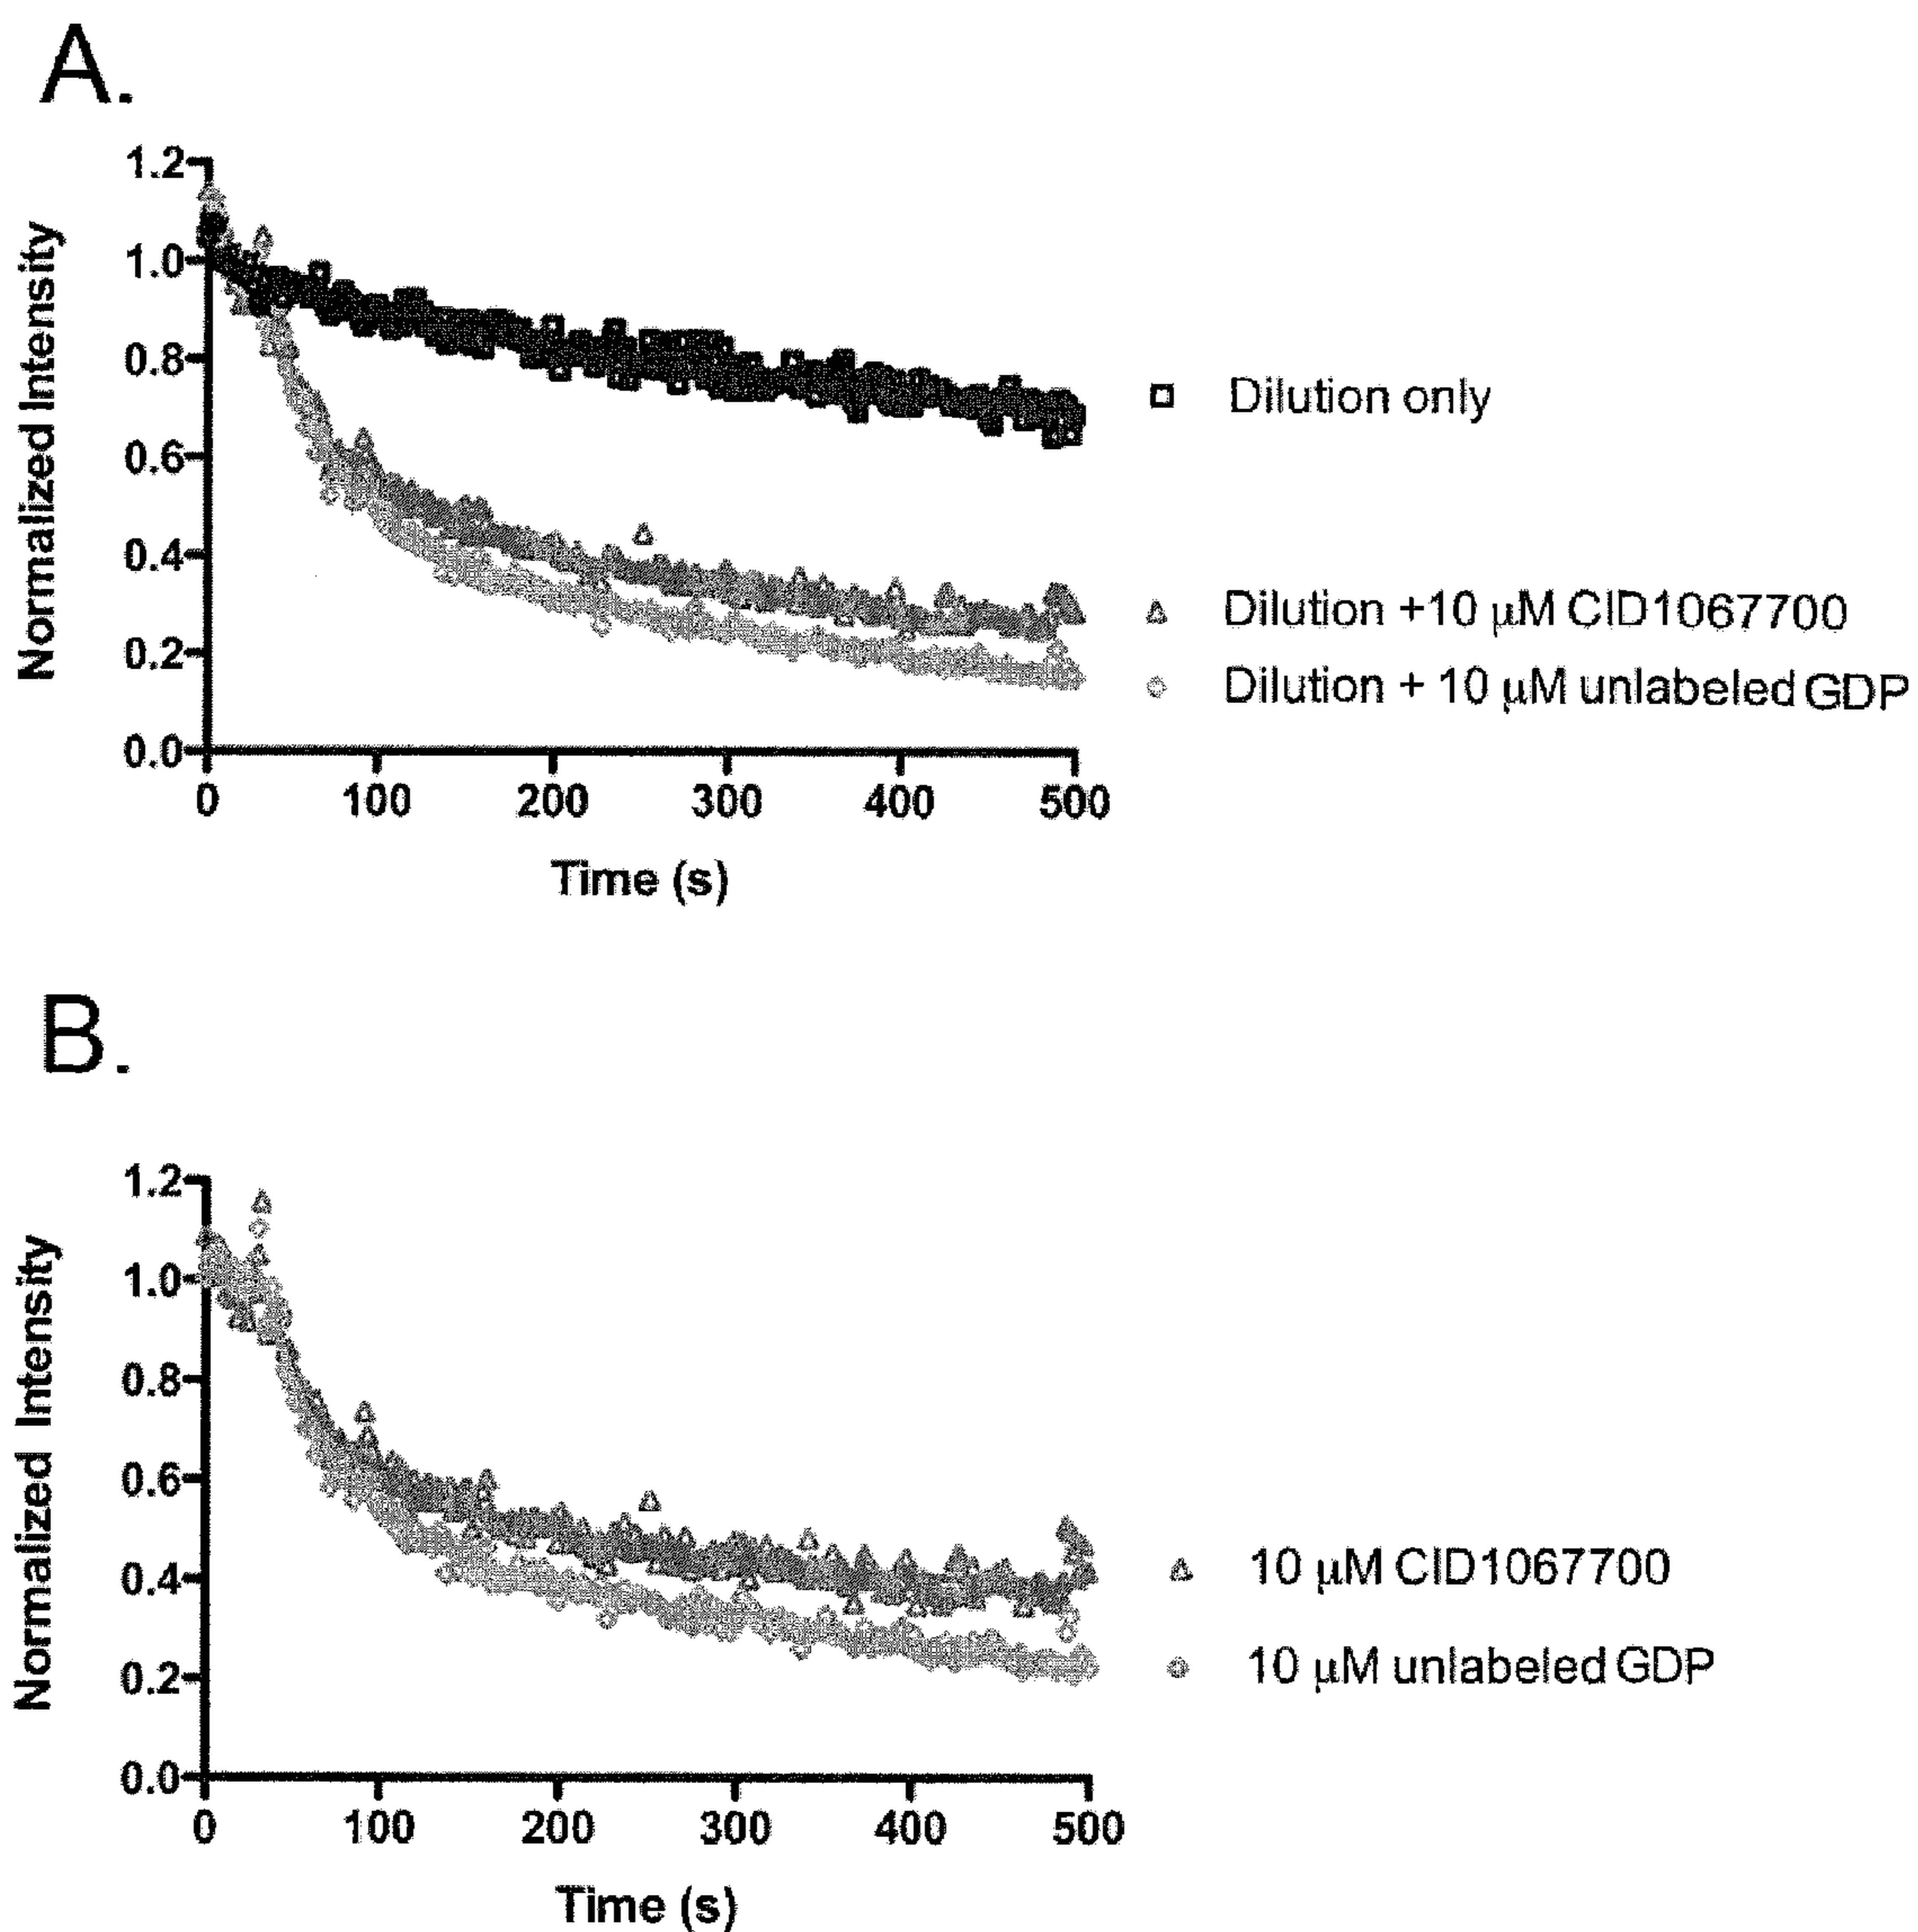 A.
1.2
1.0
0.8
0.6
0.4
0.2
0.0
Normalized Intensity
0 100 200 300 400 500
Time (s)
Dilution only
Dilution +10 μM CID1067700
Dilution + 10 μM unlabeled GDP
B.
1.2
1.0
0.8
0.6
0.4
0.2
0.0
Normalized Intensity
0 100 200 300 400 500
Time (s)
10 μM CID1067700
10 μM unlabeled GDP